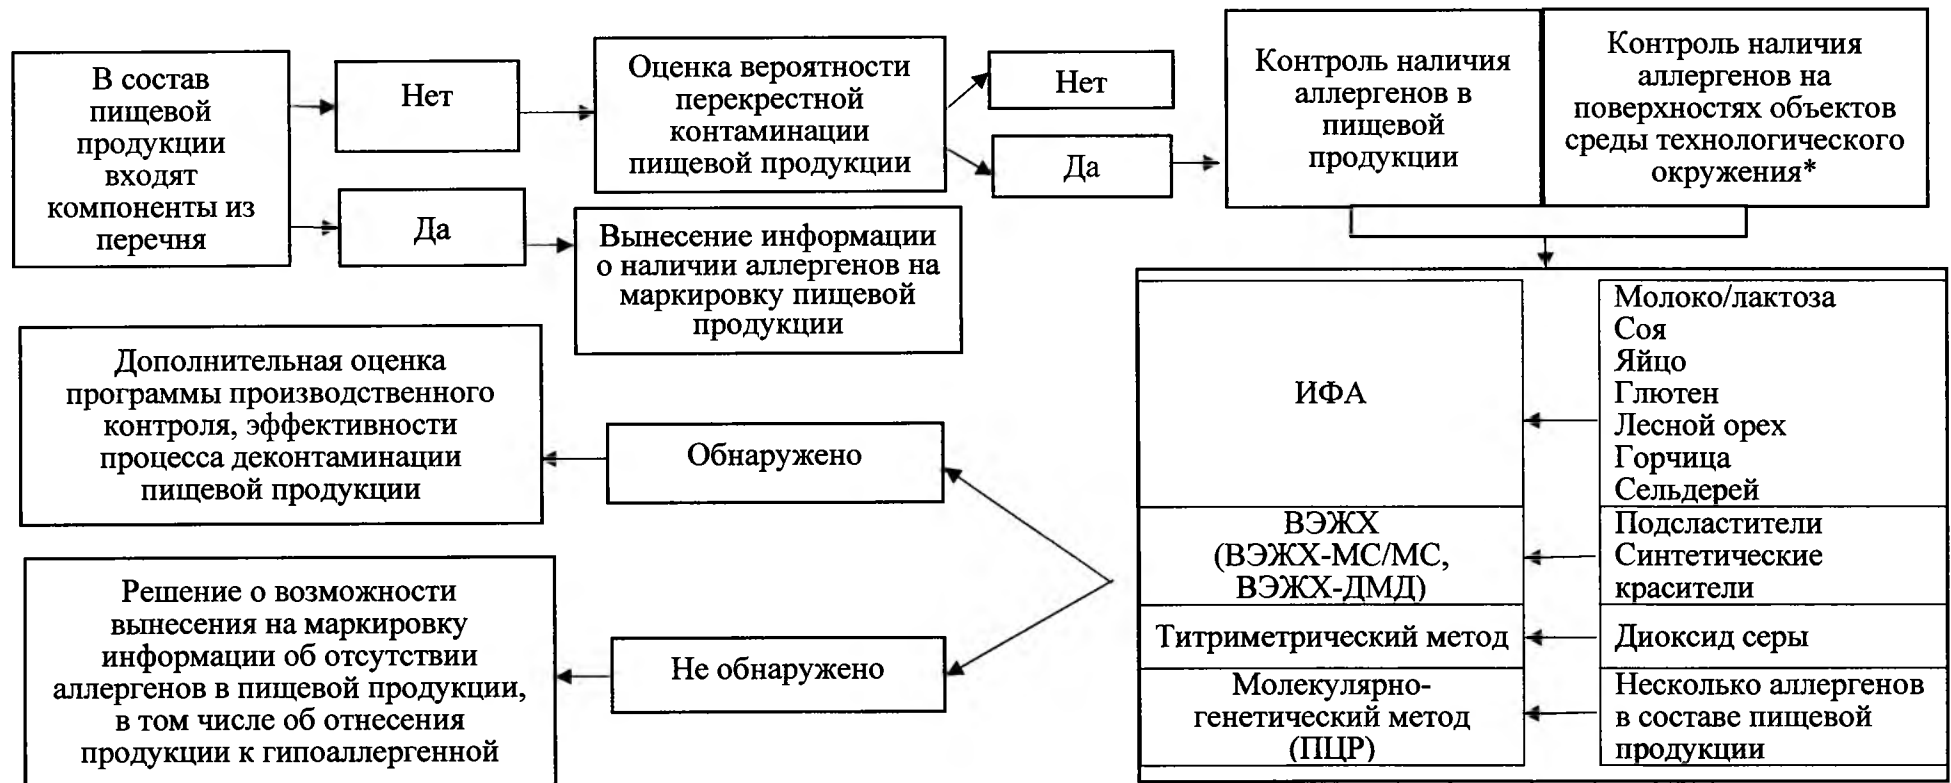 В состав
пищевой
продукции
входят
компоненты из
перечня
Нет
Да
Оценка вероятности
перекрестной
контаминации
пищевой продукции
Вынесение информации
о наличии аллергенов на
маркировку пищевой
продукции
Нет
Да
Контроль наличия
аллергенов в
пищевой
продукции
Контроль наличия
аллергенов на
поверхностях объектов
среды технологического
окружения*
ИФА
Молоко/лактоза
Соя
Яйцо
Глютен
Лесной орех
Горчица
Сельдерей
ВЭЖХ
(ВЭЖХ-МС/МС,
ВЭЖХ-ДМД)
Подсластители
Синтетические
красители
Титриметрический метод
Диоксид серы
Молекулярно-
генетический метод
(ПЦР)
Несколько аллергенов
в составе пищевой
продукции
Обнаружено
Дополнительная оценка
программы производственного
контроля, эффективности
процесса деконтаминации
пищевой продукции
Не обнаружено
Решение о возможности
вынесения на маркировку
информации об отсутствии
аллергенов в пищевой продукции,
в том числе об отнесения
продукции к гипоаллергенной